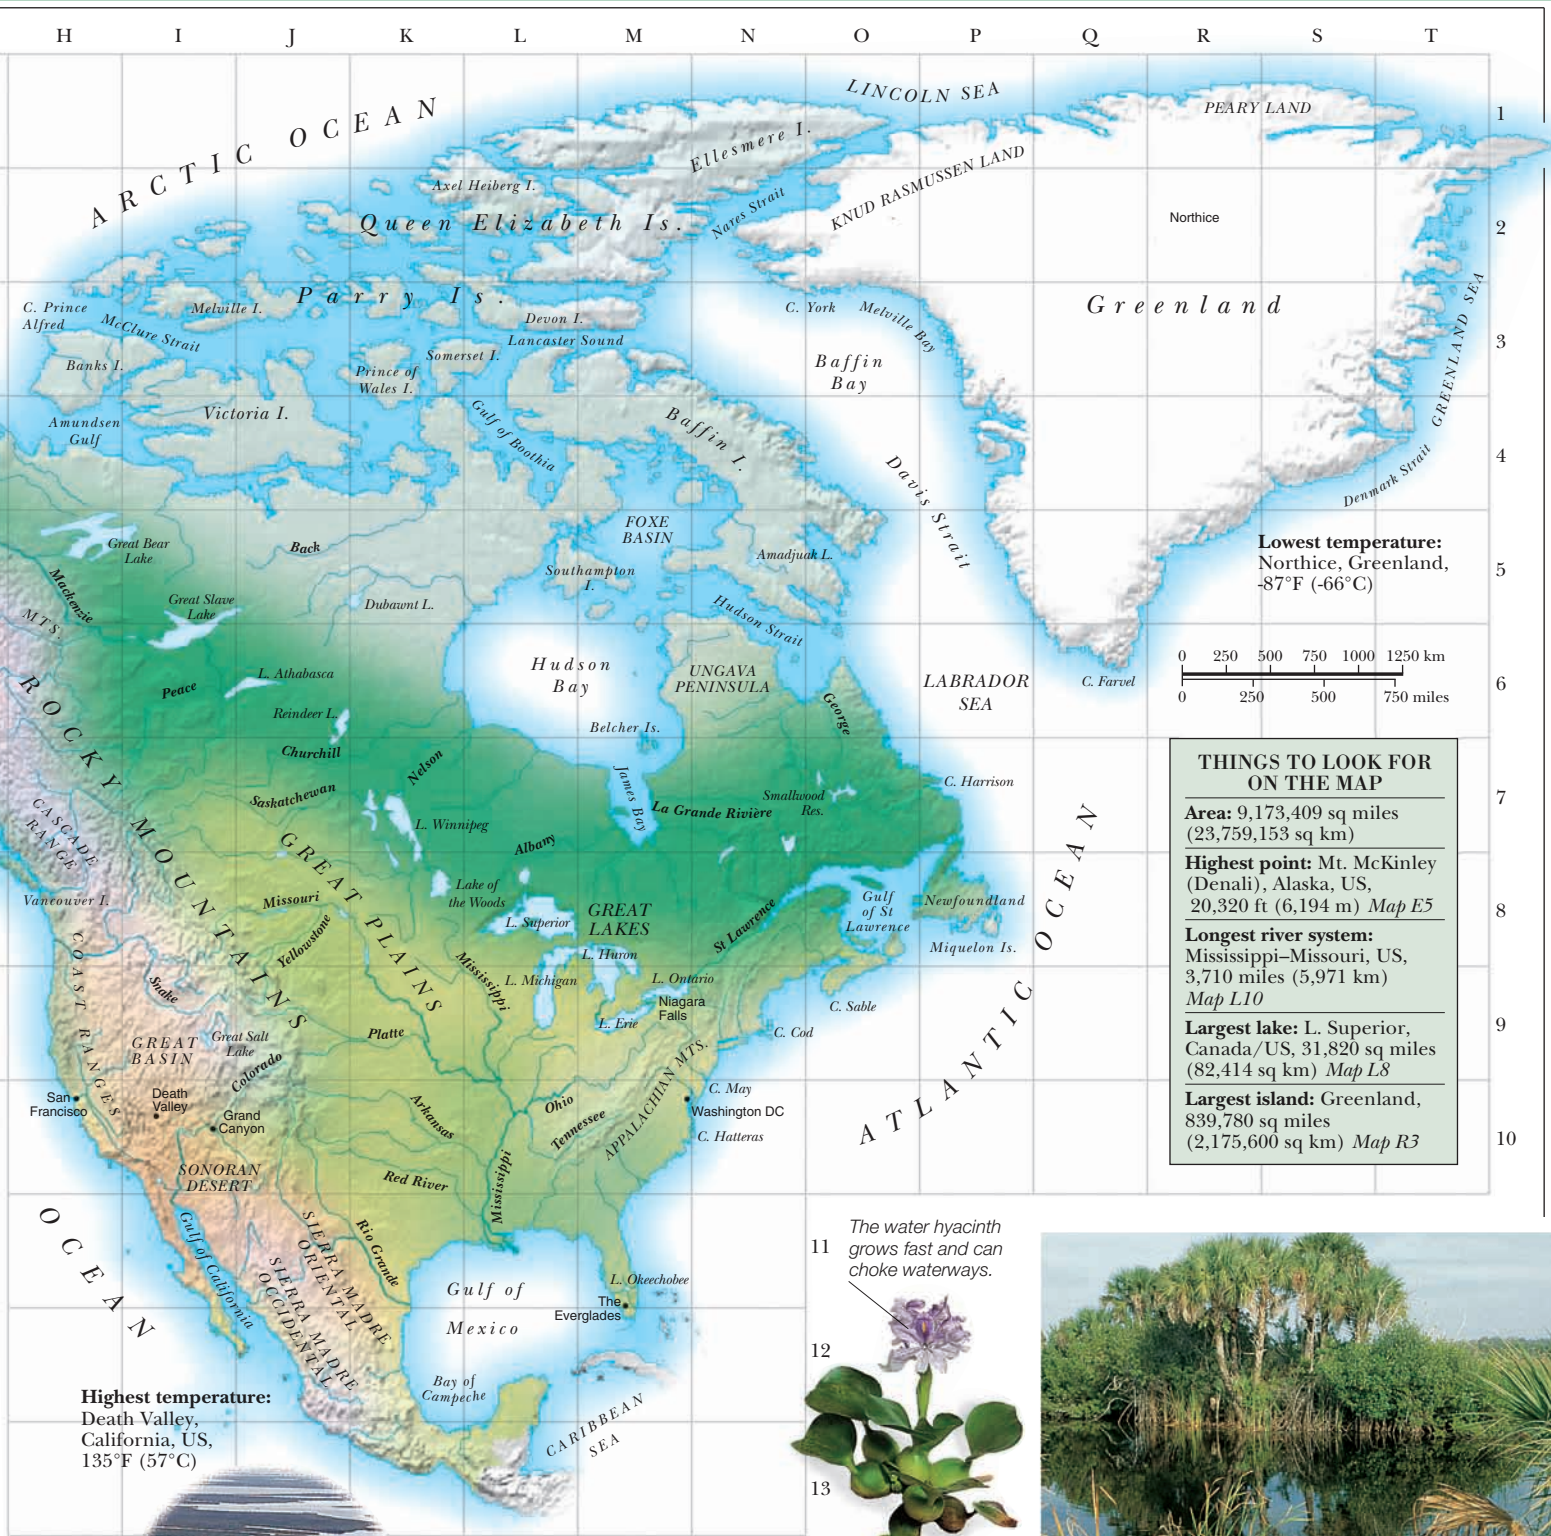 H I J K L M N O P Q R S T
1
2
3
4
5
6
7
8
9
10
11
12
13
ARCTIC OCEAN
LINCOLN SEA
PEARY LAND
Ellesmere I.
Axel Heiberg I.
KNUD RASMUSSEN LAND
Nares Strait
Queen Elizabeth Is.
Northice
C. Prince
Alfred
McClure Strait
Melville I.
Parry Is.
Devon I.
Lancaster Sound
C. York
Melville Bay
Greenland
GREENLAND SEA
Banks I.
Prince of
Wales I.
Somerset I.
Baffin
Bay
Amundsen
Gulf
Victoria I.
Gulf of Boothia
Baffin I.
Davis Strait
Denmark Strait
Great Bear
Lake
Back
FOXE
BASIN
Amadjuak L.
Southampton
I.
Lowest temperature:
Northice, Greenland,
-87°F (-66°C)
Mackenzie
MTS.
Great Slave
Lake
Dubawnt L.
Hudson Strait
0 250 500 750 1000 1250 km
0 250 500 750 miles
L. Athabasca
Peace
Reindeer L.
Hudson
Bay
UNGAVA
PENINSULA
LABRADOR
SEA
C. Farvel
George
Belcher Is.
ROCKY MOUNTAINS
Churchill
Nelson
Saskatchewan
James Bay
La Grande Rivière
Smallwood
Res.
C. Harrison
CASCADE
RANGE
L. Winnipeg
Albany
GREAT PLAINS
Vancouver I.
Missouri
Yellowstone
Lake of
the Woods
L. Superior
GREAT
LAKES
St Lawrence
Gulf
of St
Lawrence
Newfoundland
Miquelon Is.
COAST RANGES
Snake
Mississippi
L. Michigan
L. Huron
L. Ontario
Niagara
Falls
L. Erie
C. Sable
C. Cod
ATLANTIC OCEAN
GREAT
BASIN
Great Salt
Lake
Colorado
Platte
APPALACHIAN MTS.
San
Francisco
Death
Valley
Grand
Canyon
Arkansas
Ohio
Tennessee
C. May
Washington DC
C. Hatteras
SONORAN
DESERT
Red River
Mississippi
OCEAN
Gulf of California
SIERRA MADRE
ORIENTAL
SIERRA MADRE
OCCIDENTAL
Rio Grande
Gulf of
Mexico
L. Okeechobee
The
Everglades
Bay of
Campeche
CARIBBEAN
SEA
Highest temperature:
Death Valley,
California, US,
135°F (57°C)
THINGS TO LOOK FOR
ON THE MAP
Area: 9,173,409 sq miles
(23,759,153 sq km)
Highest point: Mt. McKinley
(Denali), Alaska, US,
20,320 ft (6,194 m) Map E5
Longest river system:
Mississippi–Missouri, US,
3,710 miles (5,971 km)
Map L10
Largest lake: L. Superior,
Canada/US, 31,820 sq miles
(82,414 sq km) Map L8
Largest island: Greenland,
839,780 sq miles
(2,175,600 sq km) Map R3
The water hyacinth
grows fast and can
choke waterways.